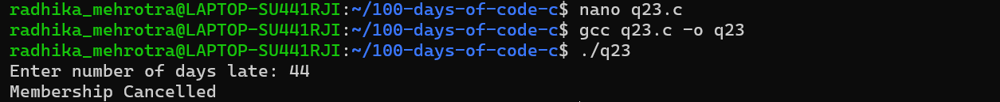 radhika_mehrotra@LAPTOP-SU441RJI:~/100-days-of-code-c$ nano q23.c
radhika_mehrotra@LAPTOP-SU441RJI:~/100-days-of-code-c$ gcc q23.c -o q23
radhika_mehrotra@LAPTOP-SU441RJI:~/100-days-of-code-c$ ./q23
Enter number of days late: 44
Membership Cancelled